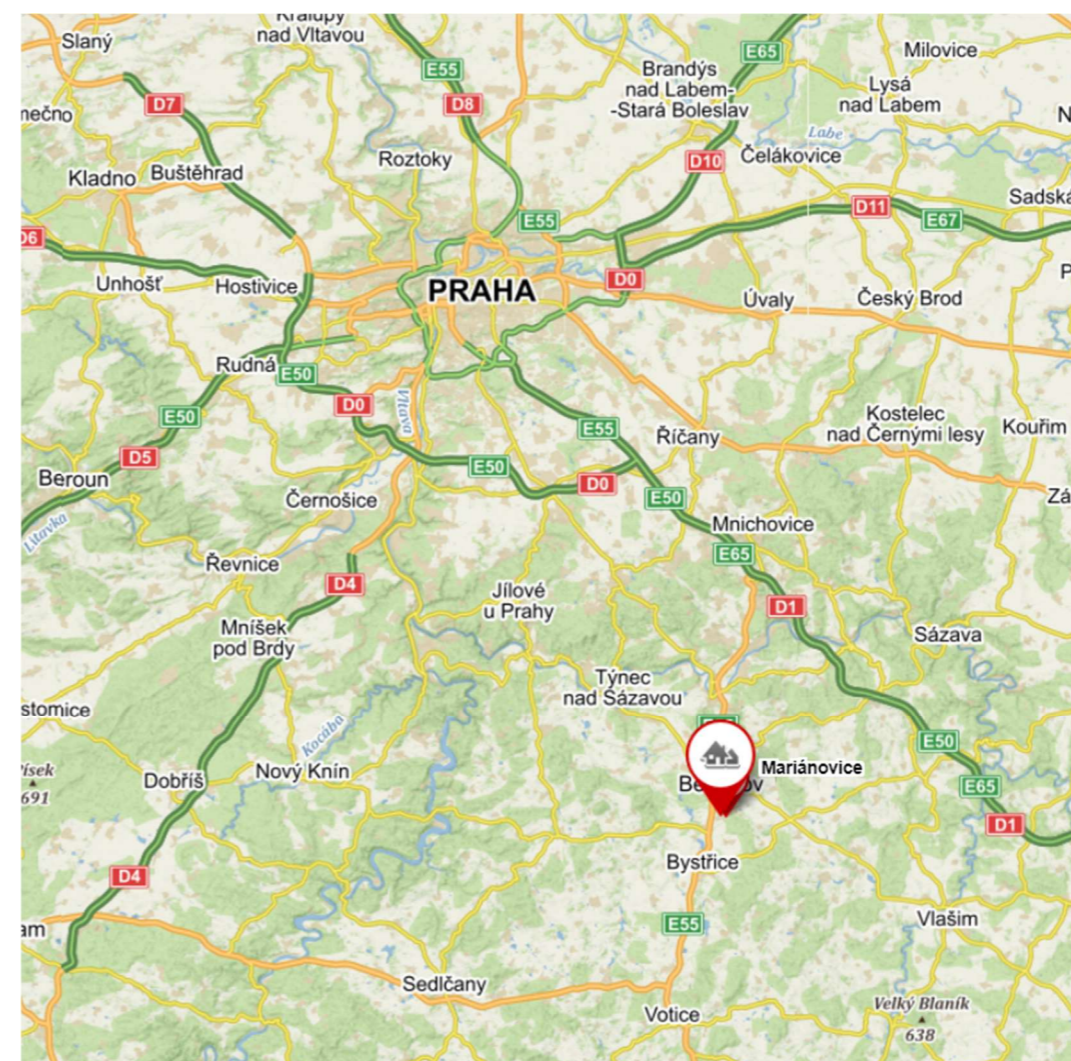 Kralupy
nad Vltavou
Slaný
E55
E65
Milovice
Brandýs
nad Labem-
-Stará Boleslav
Lysá
nad Labem
D7
D8
Labe
Roztoky
D10
Čelákovice
Kladno
Buštěhrad
Sadská
D11
E55
E67
D6
Unhošť
Hostivice
PRAHA
D0
Úvaly
Český Brod
Rudná
E50
D0
Vltava
E50
Kostelec
nad Černými lesy
Kouřim
E55
Říčany
D5
E50
D0
Beroun
Černošice
E50
Litavka
Mnichovice
E65
Řevnice
D4
Jílové
u Prahy
D1
Mníšek
pod Brdy
Sázava
Týnec
nad Sázavou
stomice
Kocába
E50
Mariánovice
Nový Knín
Dobříš
691
E65
D1
Bystřice
D4
E55
Vlašim
Sedlčany
Votice
Velký Blaník
638